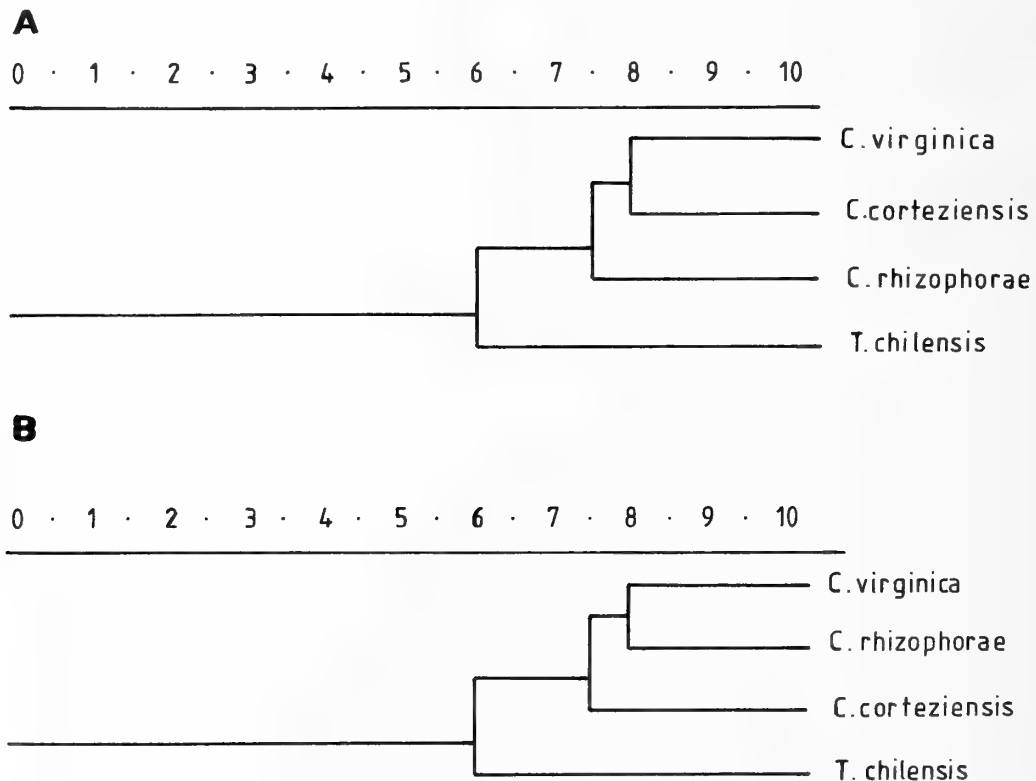 A
0 · 1 · 2 · 3 · 4 · 5 · 6 · 7 · 8 · 9 · 10
C.virginica
C.corteziensis
C.rhizophorae
T.chilensis
B
0 · 1 · 2 · 3 · 4 · 5 · 6 · 7 · 8 · 9 · 10
C.virginica
C.rhizophorae
C.corteziensis
T.chilensis